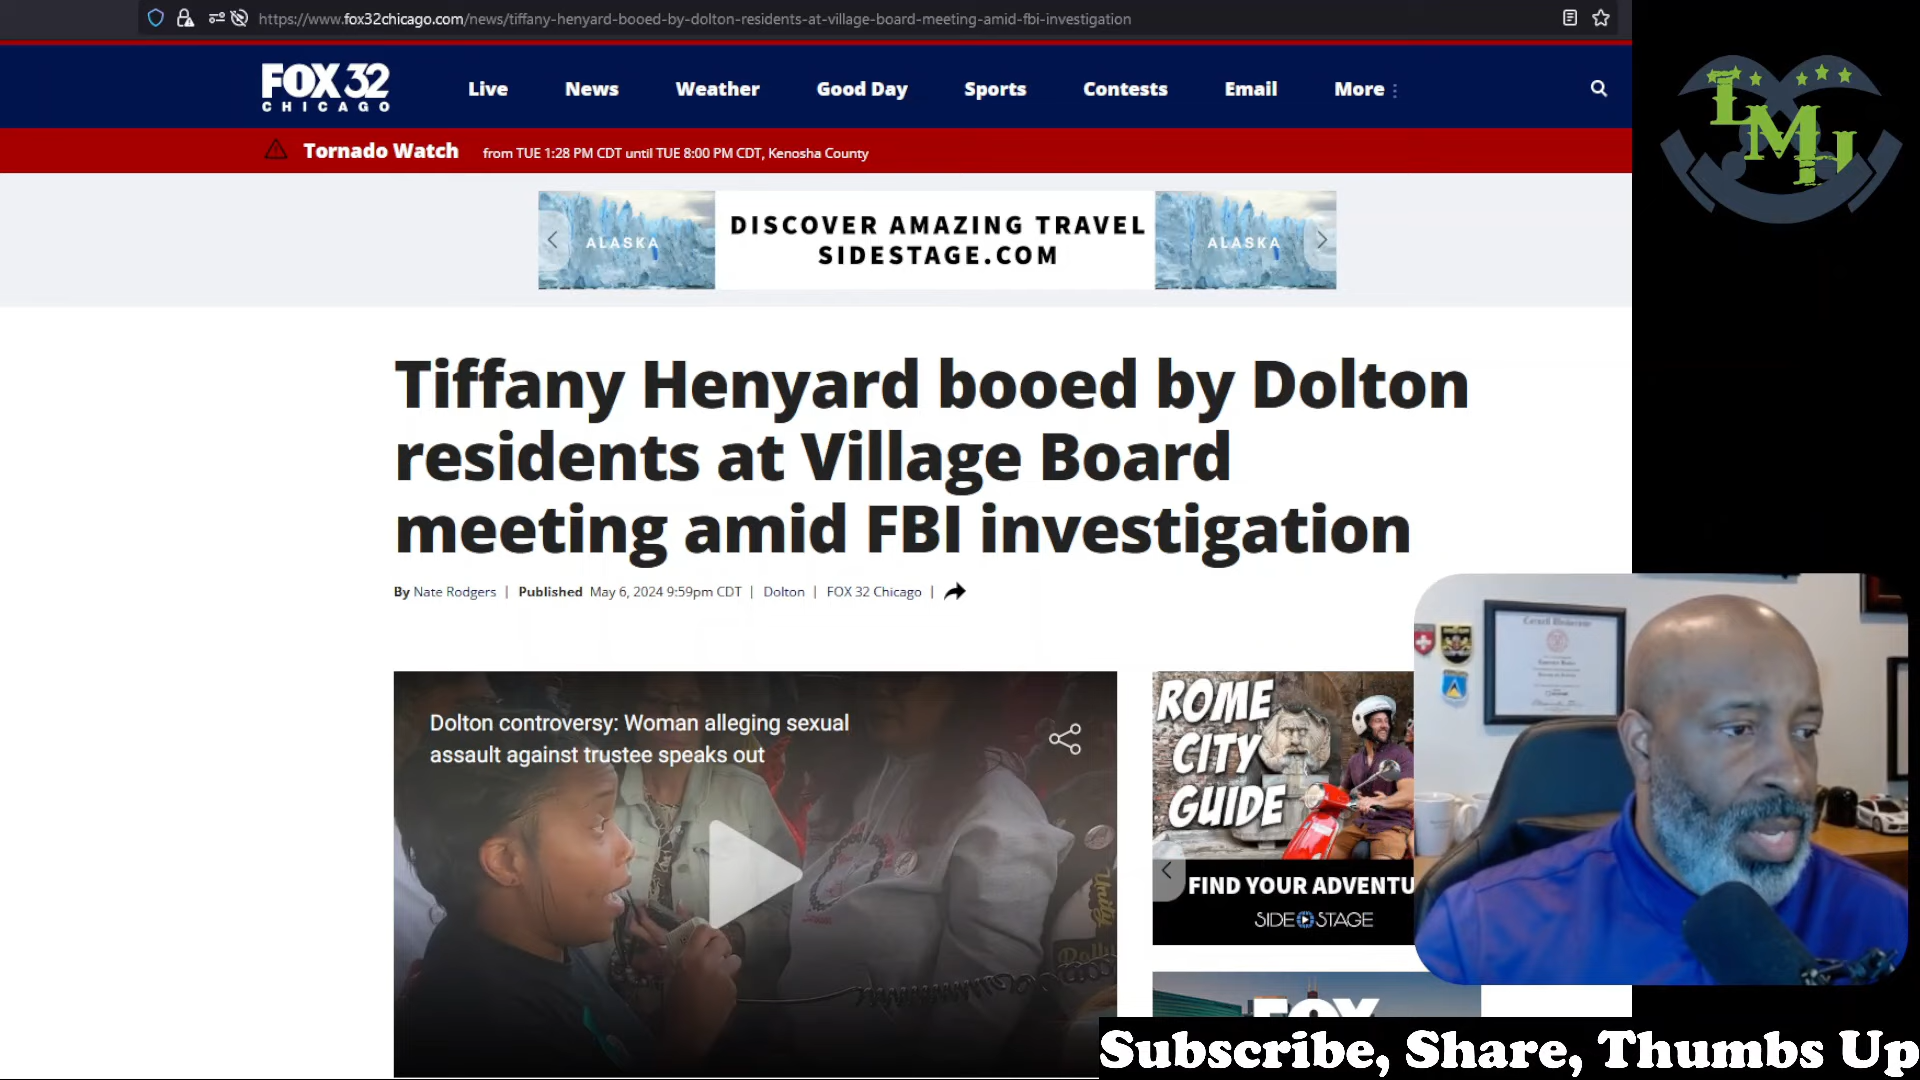 https://www.fox32chicago.com/news/tiffany-henyard-booed-by-dolton-residents-at-village-board-meeting-amid-fbi-investigation
FOX 32
CHICAGO
Live News Weather Good Day Sports Contests Email More
LMJ
Tornado Watch from TUE 1:28 PM CDT until TUE 8:00 PM CDT, Kenosha County
ALASKA
DISCOVER AMAZING TRAVEL
SIDESTAGE.COM
ALASKA
Tiffany Henyard booed by Dolton
residents at Village Board
meeting amid FBI investigation
By Nate Rodgers | Published May 6, 2024 9:59pm CDT | Dolton | FOX 32 Chicago |
Dolton controversy: Woman alleging sexual
assault against trustee speaks out
Unity
ROME
CITY
GUIDE
FIND YOUR ADVENTU
SIDE STAGE
Cornell University
FOX
Subscribe, Share, Thumbs Up